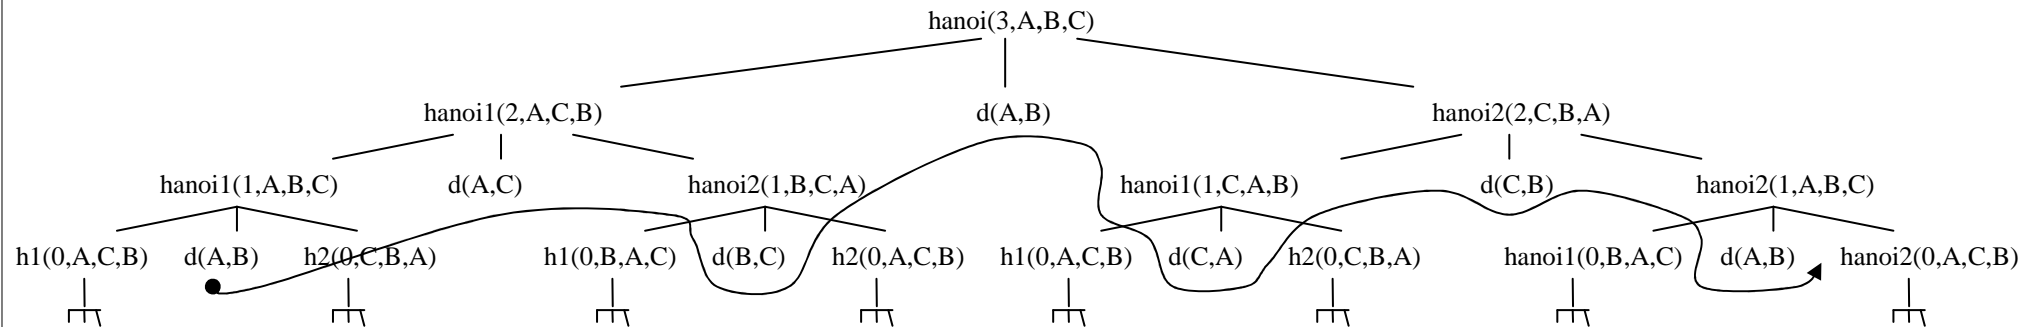 hanoi(3,A,B,C)
hanoi1(2,A,C,B) d(A,B) hanoi2(2,C,B,A)
hanoi1(1,A,B,C) d(A,C) hanoi2(1,B,C,A) hanoi1(1,C,A,B) d(C,B) hanoi2(1,A,B,C)
h1(0,A,C,B) d(A,B) h2(0,C,B,A) h1(0,B,A,C) d(B,C) h2(0,A,C,B) h1(0,A,C,B) d(C,A) h2(0,C,B,A) hanoi1(0,B,A,C) d(A,B) hanoi2(0,A,C,B)